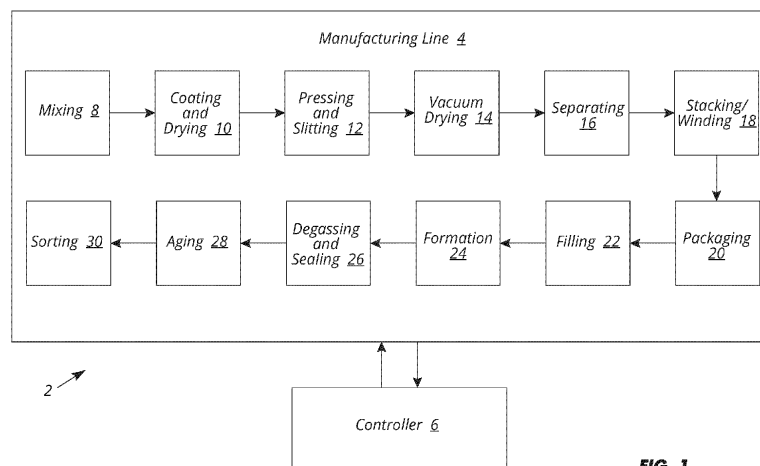 Manufacturing Line 4
Mixing 8
Coating
and
Drying 10
Pressing
and
Slitting 12
Vacuum
Drying 14
Separating
16
Stacking/
Winding 18
Sorting 30
Aging 28
Degassing
and
Sealing 26
Formation
24
Filling 22
Packaging
20
2
Controller 6
FIG. 1